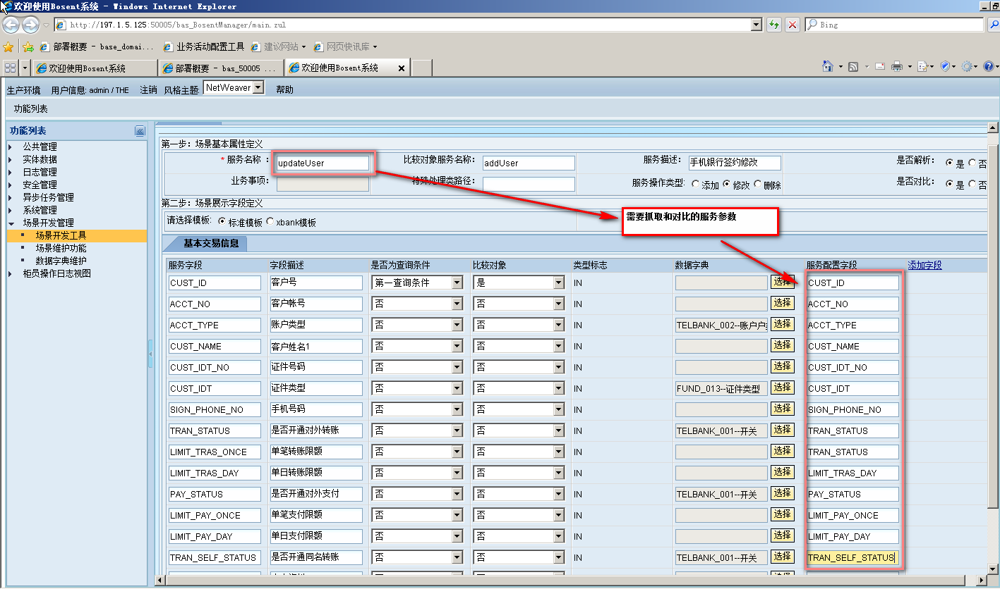 欢迎使用Bosent系统 - Windows Internet Explorer
http://197.1.5.125:50005/bas_BosentManager/main.zul
Bing
部署概要 - base_domai... 业务活动配置工具 建议网站 网页快讯库
欢迎使用Bosent系统 部署概要 - bas_50005 ... 欢迎使用Bosent系统
生产环境 用户信息: admin / THE 注销 风格主题: NetWeaver 帮助
功能列表
功能列表
公共管理
实体数据
日志管理
安全管理
异步任务管理
系统管理
场景开发管理
场景开发工具
场景维护功能
数据字典维护
柜员操作日志视图
第一步：场景基本属性定义
* 服务名称 : updateUser 比较对象服务名称: addUser 服务描述: 手机银行签约修改 是否解析: 是 否
业务事项: 特殊处理类路径: 服务操作类型: 添加 修改 删除 是否对比: 是 否
第二步：场景展示字段定义
请选择模板: 标准模板 xbank模板
需要抓取和对比的服务参数
基本交易信息
服务字段 字段描述 是否为查询条件 比较对象 类型标志 数据字典 服务配置字段 添加字段
CUST_ID 客户号 第一查询条件 是 IN 选择 CUST_ID
ACCT_NO 客户帐号 否 否 IN 选择 ACCT_NO
ACCT_TYPE 账户类型 否 否 IN TELBANK_002--账户户 选择 ACCT_TYPE
CUST_NAME 客户姓名1 否 否 IN 选择 CUST_NAME
CUST_IDT_NO 证件号码 否 否 IN 选择 CUST_IDT_NO
CUST_IDT 证件类型 否 否 IN FUND_013--证件类型 选择 CUST_IDT
SIGN_PHONE_NO 手机号码 否 否 IN 选择 SIGN_PHONE_NO
TRAN_STATUS 是否开通对外转账 否 否 IN TELBANK_001--开关 选择 TRAN_STATUS
LIMIT_TRAS_ONCE 单笔转账限额 否 否 IN 选择 TRAN_STATUS
LIMIT_TRAS_DAY 单日转账限额 否 否 IN 选择 LIMIT_TRAS_DAY
PAY_STATUS 是否开通对外支付 否 否 IN TELBANK_001--开关 选择 PAY_STATUS
LIMIT_PAY_ONCE 单笔支付限额 否 否 IN 选择 LIMIT_PAY_ONCE
LIMIT_PAY_DAY 单日支付限额 否 否 IN 选择 LIMIT_PAY_DAY
TRAN_SELF_STATUS 是否开通同名转账 否 否 IN TELBANK_001--开关 选择 TRAN_SELF_STATUS